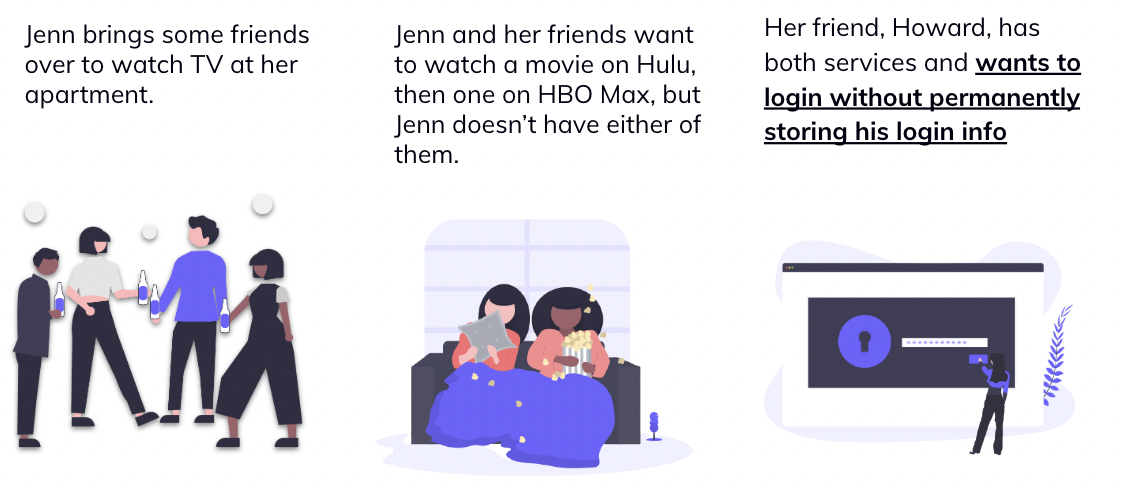 Jenn brings some friends
over to watch TV at her
apartment.
Jenn and her friends want
to watch a movie on Hulu,
then one on HBO Max, but
Jenn doesn’t have either of
them.
Her friend, Howard, has
both services and wants to
login without permanently
storing his login info